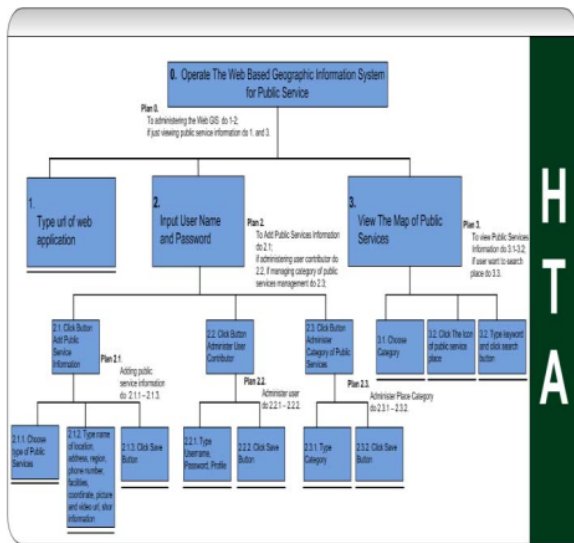 0. Operate The Web Based Geographic Information System
for Public Service
Plan 0.
To administering the Web GIS do 1-2;
if just viewing public service information do 1. and 3.
1.
Type url of web
application
2.
Input User Name
and Password
Plan 2.
To Add Public Services Information
do 2.1;
if administering user contributor do
2.2, if managing category of public
services management do 2.3;
3.
View The Map of Public
Services
Plan 3.
To view Public Services
Information do 3.1-3.2;
if user want to search
place do 3.3.
2.1. Click Button
Add Public
Service
Information
Plan 2.1.
Adding public
service information
do 2.1.1 – 2.1.3.
2.2. Click Button
Administer User
Contributor
Plan 2.2.
Administer user
do 2.2.1 – 2.2.2.
2.3. Click Button
Administer
Category of Public
Services
Plan 2.3.
Administer Place Category
do 2.3.1 – 2.3.2.
3.1. Choose
Category
3.2. Click The Icon
of public service
place
3.2. Type keyword
and click search
button
2.1.1. Choose
type of Public
Services
2.1.2. Type name
of location,
address, region,
phone number,
facilities,
coordinate, picture
and video url, shor
information
2.1.3. Click Save
Button
2.2.1. Type
Username,
Password, Profile
2.2.2. Click Save
Button
2.3.1. Type
Category
2.3.2. Click Save
Button
H
T
A